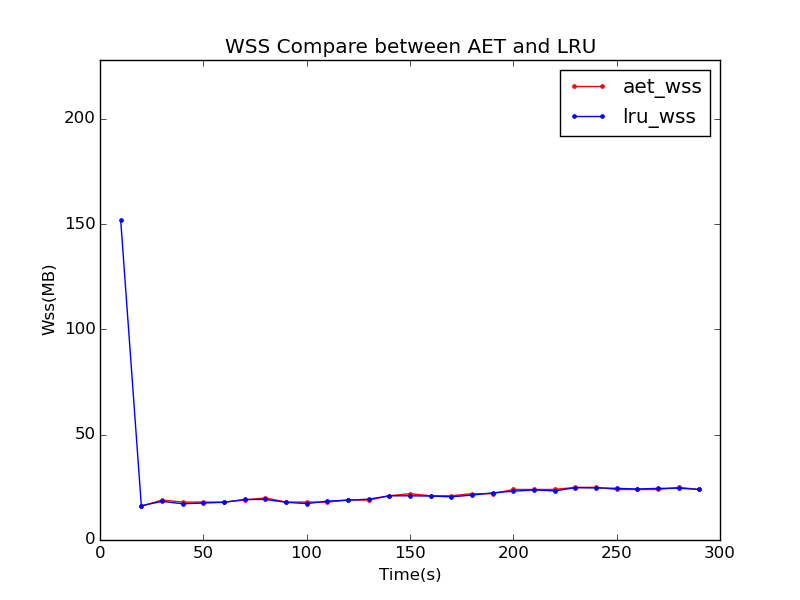 WSS Compare between AET and LRU
aet_wss
lru_wss
200
150
100
50
0
Wss(MB)
0 50 100 150 200 250 300
Time(s)